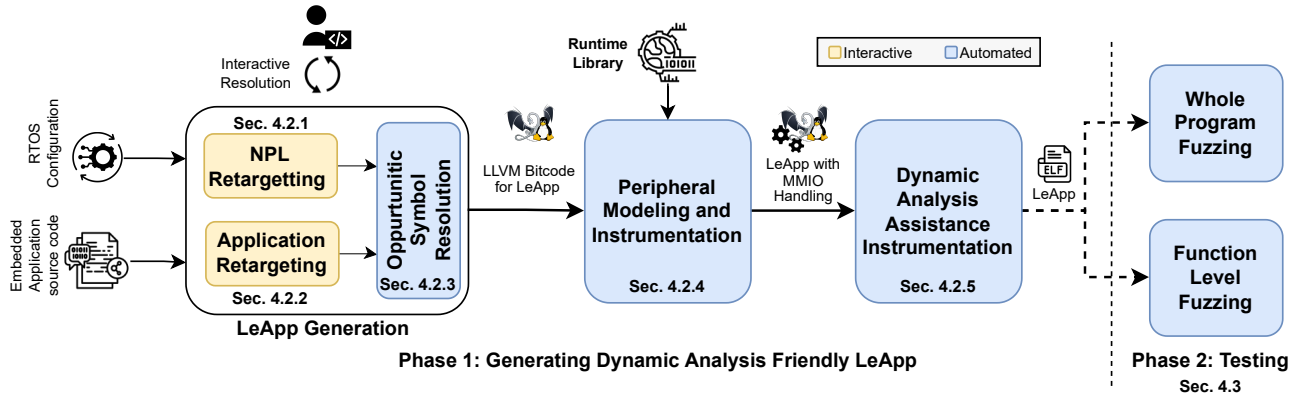 Interactive
Resolution
Runtime
Library
Interactive
Automated
RTOS
Configuration
Embedded
Application
source code
Sec. 4.2.1
NPL
Retargetting
Application
Retargeting
Sec. 4.2.2
Oppurtunitic
Symbol
Resolution
Sec. 4.2.3
LeApp Generation
LLVM Bitcode
for LeApp
010110
Peripheral
Modeling and
Instrumentation
Sec. 4.2.4
LeApp with
MMIO
Handling
Dynamic
Analysis
Assistance
Instrumentation
Sec. 4.2.5
ELF
LeApp
Whole
Program
Fuzzing
Function
Level
Fuzzing
Phase 1: Generating Dynamic Analysis Friendly LeApp
Phase 2: Testing
Sec. 4.3